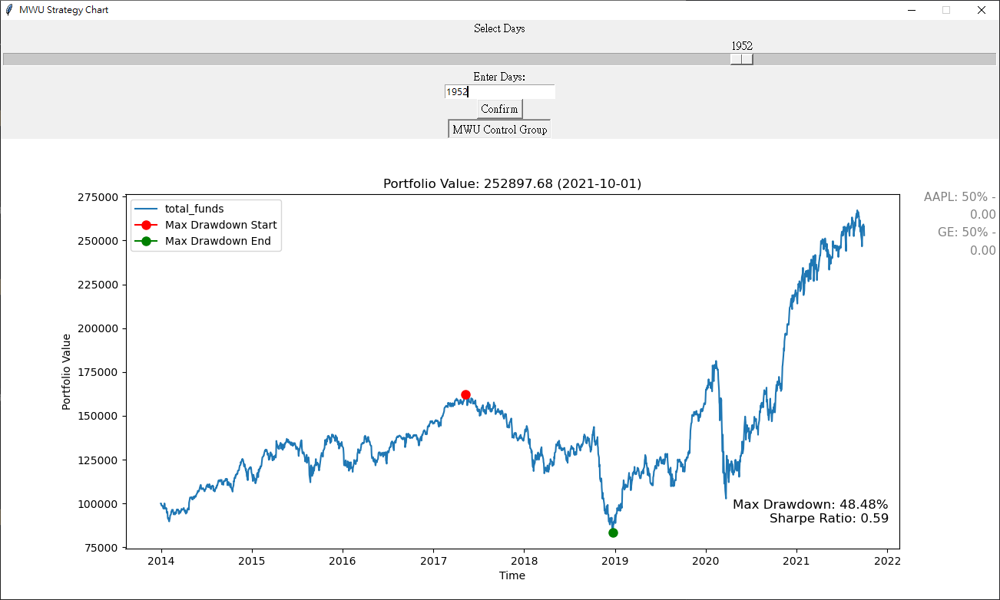 MWU Strategy Chart
Select Days
1952
Enter Days:
1952
Confirm
MWU Control Group
Portfolio Value: 252897.68 (2021-10-01)
AAPL: 50% -
0.00
GE: 50% -
0.00
total_funds
Max Drawdown Start
Max Drawdown End
275000
250000
225000
200000
175000
150000
125000
100000
75000
Portfolio Value
Max Drawdown: 48.48%
Sharpe Ratio: 0.59
2014 2015 2016 2017 2018 2019 2020 2021 2022
Time